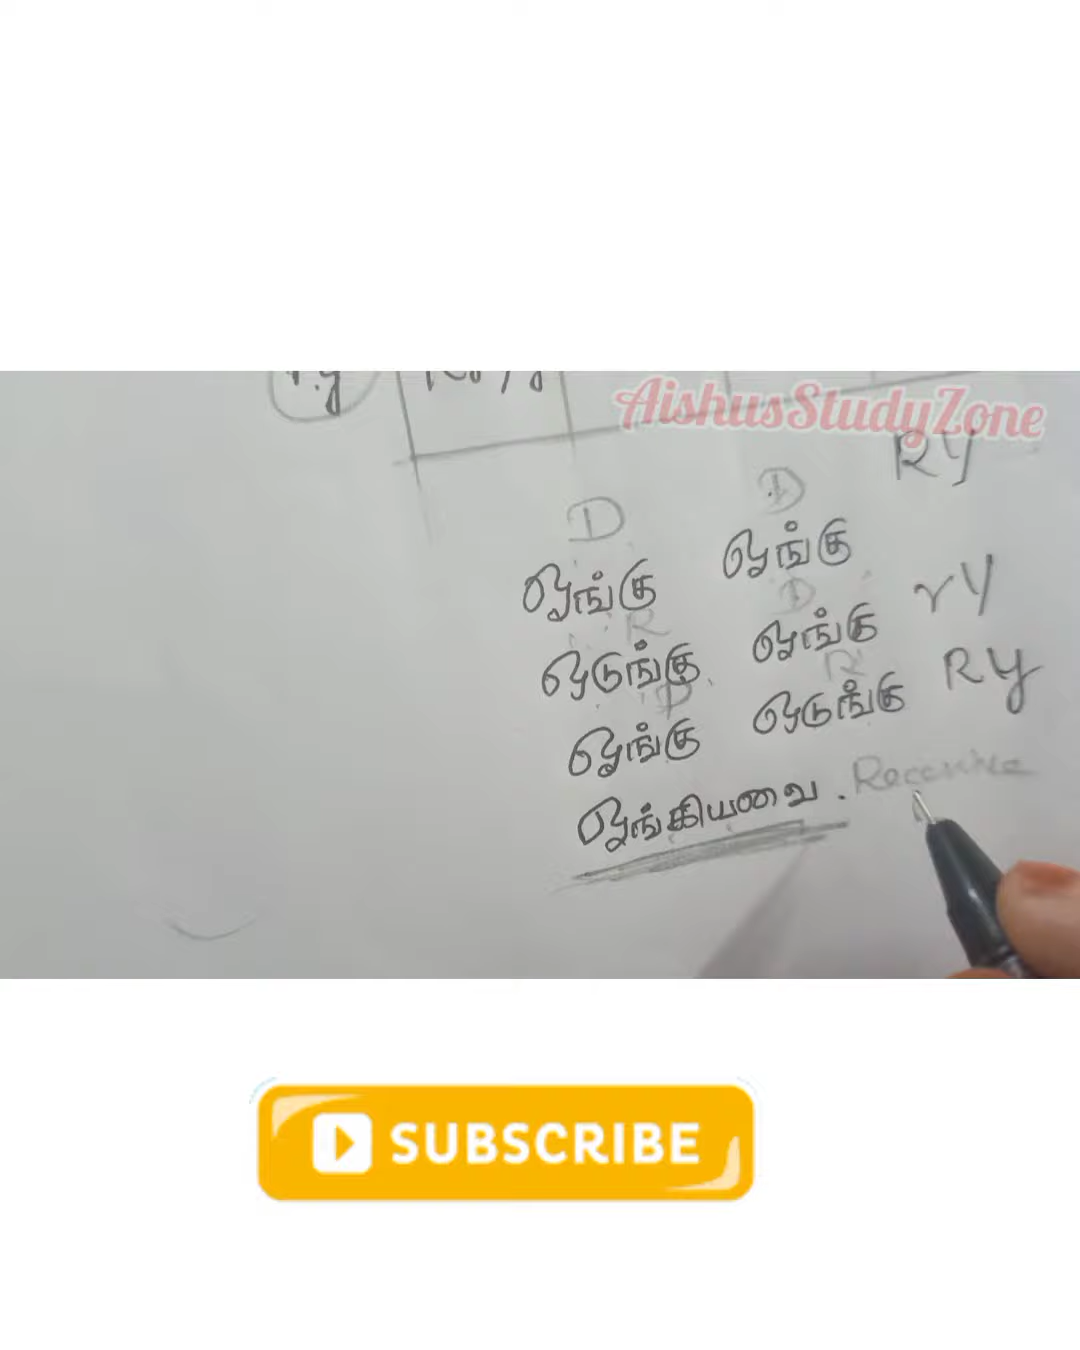 AishusStudyZone
RY
D D
ஓங்கு ஓங்கு
rY
R D
ஒடுங்கு ஓங்கு
D R
ஓங்கு ஒடுங்கு RY
ஓங்கியவை.
SUBSCRIBE